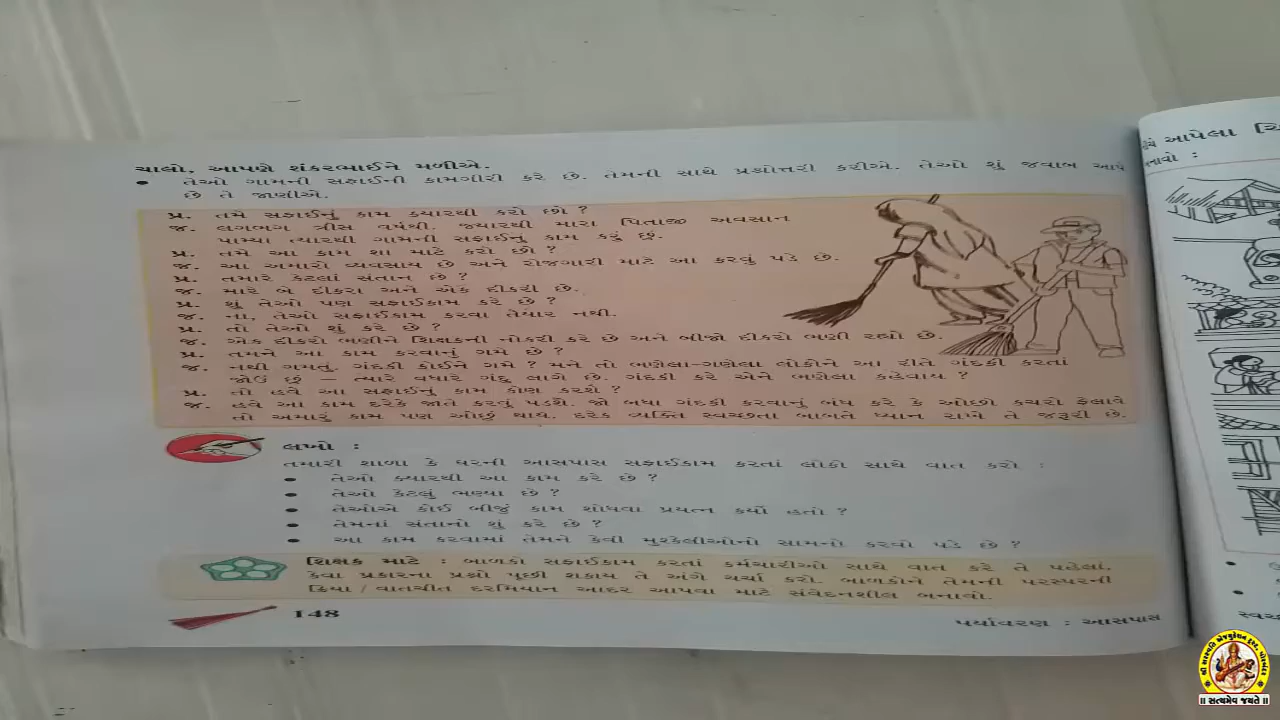 ચાલો, આપણે શંકરભાઈને મળીએ.
• તેઓ ગામની સફાઈની કામગીરી કરે છે. તેમની સાથે પ્રશ્નોત્તરી કરીએ. તેઓ શું જવાબ આપે
છે તે જાણીએ.
પ્ર. તમે સફાઈનું કામ ક્યારથી કરો છો ?
જ. લગભગ ત્રીસ વર્ષથી. જ્યારથી મારા પિતાજી અવસાન
પામ્યા ત્યારથી ગામની સફાઈનું કામ કરું છું.
પ્ર. તમે આ કામ શા માટે કરો છો ?
જ. આ અમારો વ્યવસાય છે અને રોજગારી માટે આ કરવું પડે છે.
પ્ર. તમારે કેટલાં સંતાન છે ?
જ. મારે બે દીકરા અને એક દીકરી છે.
પ્ર. શું તેઓ પણ સફાઈકામ કરે છે ?
જ. ના, તેઓ સફાઈકામ કરવા તૈયાર નથી.
પ્ર. તો તેઓ શું કરે છે ?
જ. એક દીકરો ભણીને શિક્ષકની નોકરી કરે છે અને બીજો દીકરો ભણી રહ્યો છે.
પ્ર. તમને આ કામ કરવાનું ગમે છે ?
જ. નથી ગમતું. ગંદકી કોઈને ગમે ? મને તો ભણેલા-ગણેલા લોકોને આ રીતે ગંદકી કરતાં
જોઉં છું – ત્યારે વધારે ગંદુ લાગે છે. ગંદકી કરે એને ભણેલા કહેવાય ?
પ્ર. તો હવે આ સફાઈનું કામ કોણ કરશે ?
જ. હવે આ કામ દરેકે જાતે કરવું પડશે. જો બધા ગંદકી કરવાનું બંધ કરે કે ઓછો કચરો ફેલાવે
તો અમારું કામ પણ ઓછું થાય. દરેક વ્યક્તિ સ્વચ્છતા બાબતે ધ્યાન રાખે તે જરૂરી છે.
લખો :
તમારી શાળા કે ઘરની આસપાસ સફાઈકામ કરતાં લોકો સાથે વાત કરો :
• તેઓ ક્યારથી આ કામ કરે છે ?
• તેઓ કેટલું ભણ્યા છે ?
• તેઓએ કોઈ બીજું કામ શોધવા પ્રયત્ન કર્યો હતો ?
• તેમનાં સંતાનો શું કરે છે ?
• આ કામ કરવામાં તેમને કેવી મુશ્કેલીઓનો સામનો કરવો પડે છે ?
શિક્ષક માટે : બાળકો સફાઈકામ કરતાં કર્મચારીઓ સાથે વાત કરે તે પહેલાં,
કેવા પ્રકારના પ્રશ્નો પૂછી શકાય તે અંગે ચર્ચા કરો. બાળકોને તેમની પરસ્પરની
ક્રિયા / વાતચીત દરમિયાન આદર આપવા માટે સંવેદનશીલ બનાવો.
148
પર્યાવરણ : આસપાસ
આપેલા
બનાવો :
॥ સત્યમેવ જયતે ॥